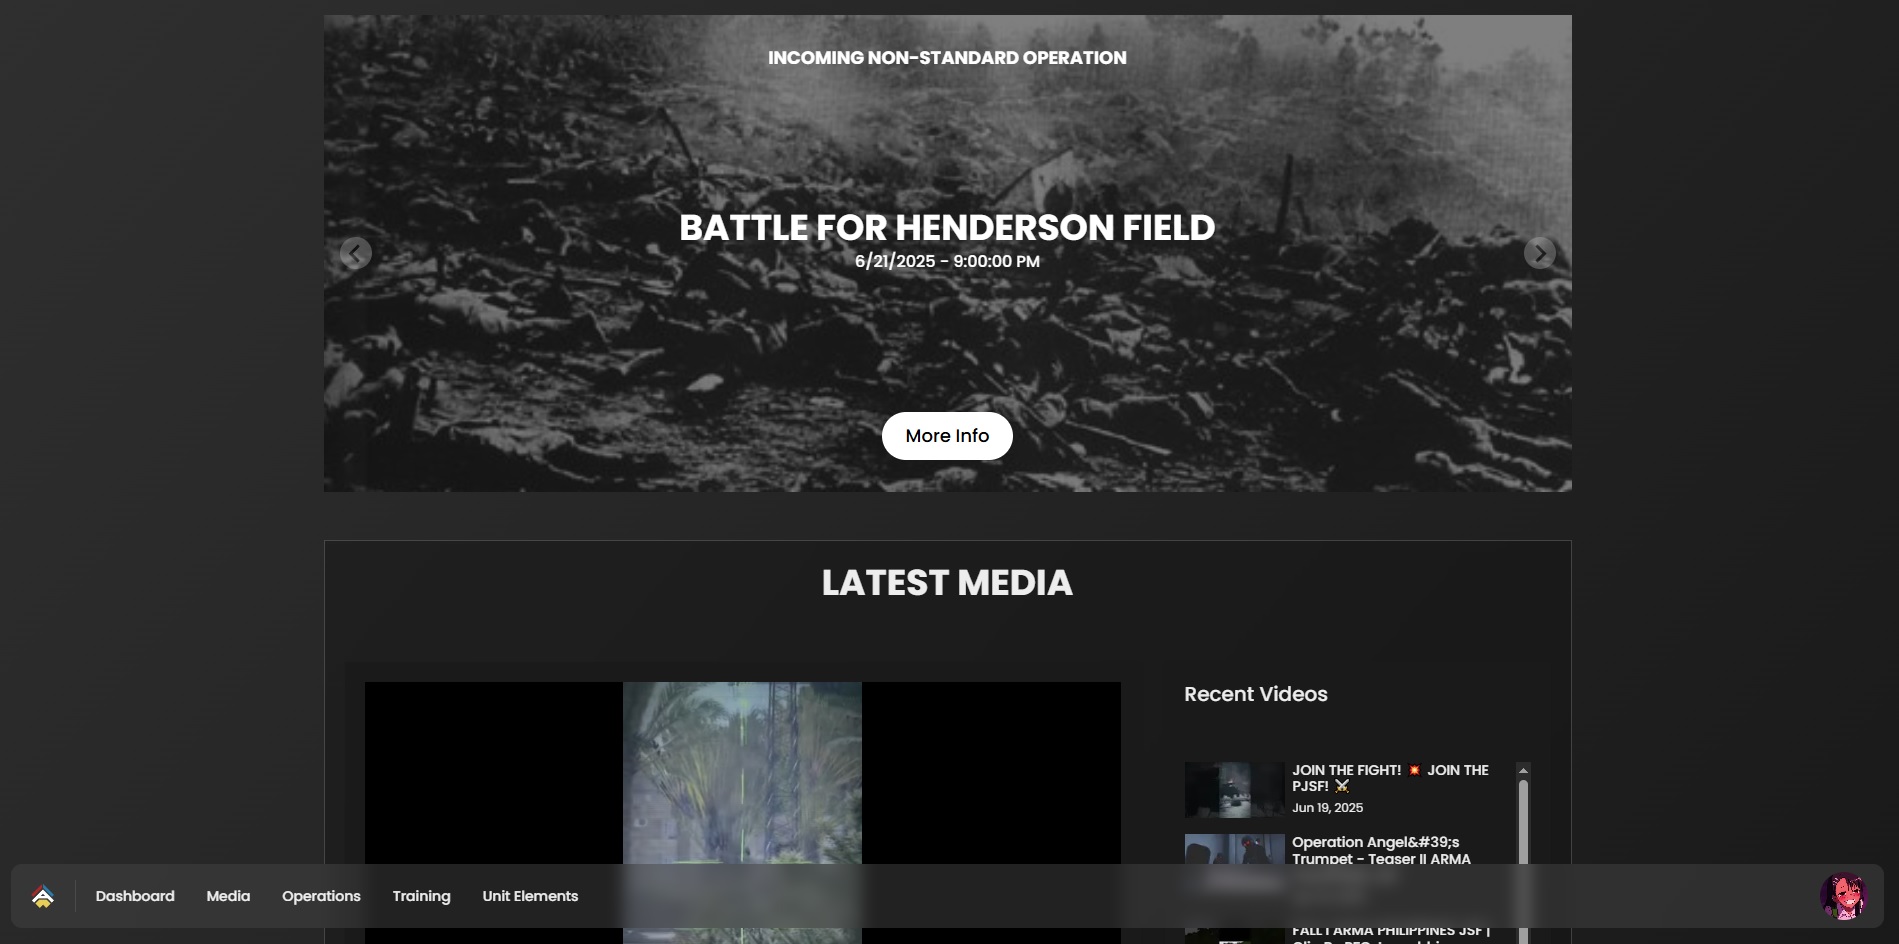 INCOMING NON-STANDARD OPERATION
BATTLE FOR HENDERSON FIELD
6/21/2025 - 9:00:00 PM
More Info
LATEST MEDIA
Recent Videos
JOIN THE FIGHT! 💥 JOIN THE
PJSF! ⚔️
Jun 19, 2025
Operation Angel&#39;s
Trumpet - Teaser II ARMA
Dashboard
Media
Operations
Training
Unit Elements
FALL I ARMA PHILIPPINES JSF |